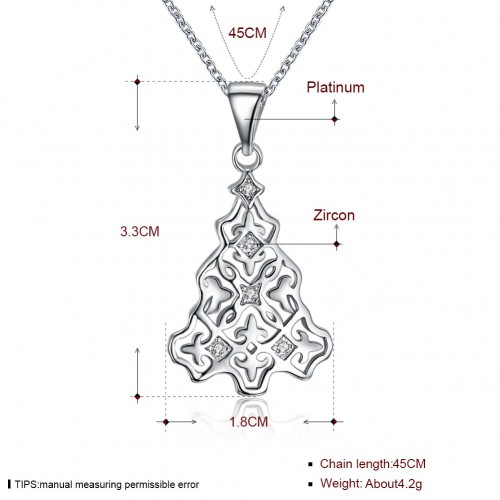 45CM
Platinum
Zircon
3.3CM
1.8CM
Chain length:45CM
Weight: About4.2g
TIPS:manual measuring permissible error